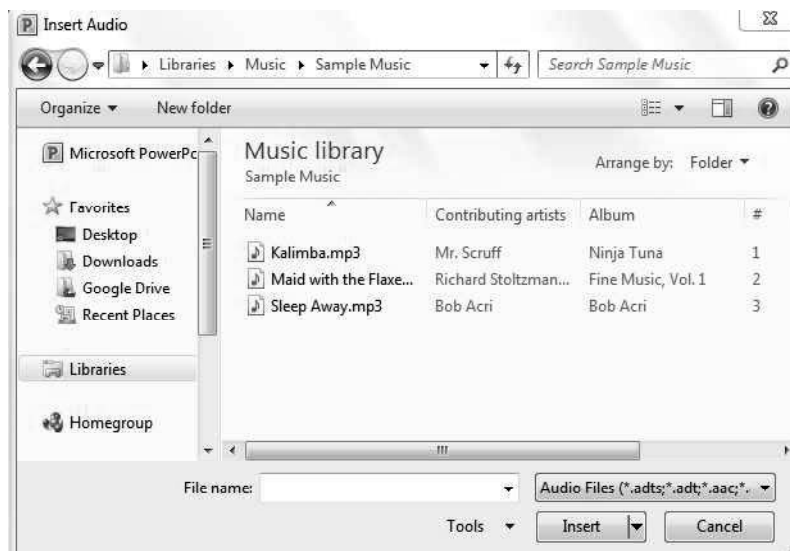 Insert Audio
Libraries Music Sample Music Search Sample Music
Organize New folder
Microsoft PowerPc
Favorites
Desktop
Downloads
Google Drive
Recent Places
Libraries
Homegroup
Music library
Sample Music
Arrange by: Folder
Name Contributing artists Album #
Kalimba.mp3 Mr. Scruff Ninja Tuna 1
Maid with the Flaxe... Richard Stoltzman... Fine Music, Vol. 1 2
Sleep Away.mp3 Bob Acri Bob Acri 3
File name: Audio Files (*.adts;*.adt;*.aac;*.
Tools Insert Cancel